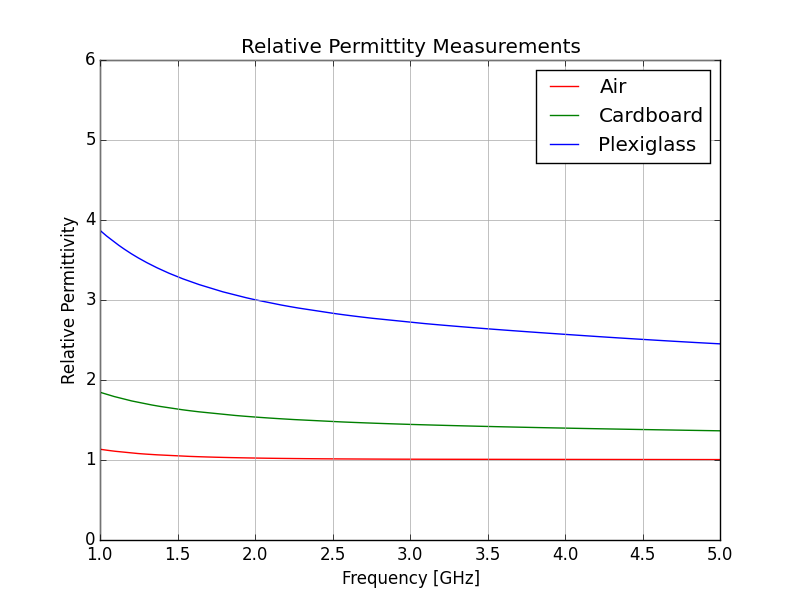 Relative Permittity Measurements
6
5
4
3
2
1
0
Relative Permittivity
Air
Cardboard
Plexiglass
1.0 1.5 2.0 2.5 3.0 3.5 4.0 4.5 5.0
Frequency [GHz]